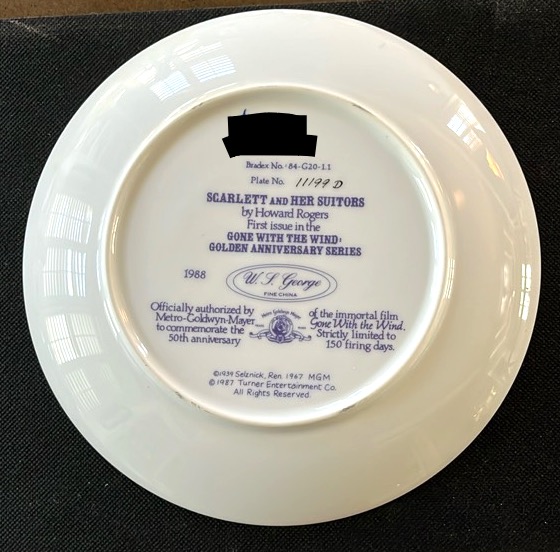 Bradex No. 84-G20-1.1
Plate No. 11199 D
SCARLETT AND HER SUITORS
by Howard Rogers
First issue in the
GONE WITH THE WIND:
GOLDEN ANNIVERSARY SERIES
1988
W. S. George
FINE CHINA
Officially authorized by
Metro-Goldwyn-Mayer
to commemorate the
50th anniversary
Metro Goldwyn Mayer
of the immortal film
Gone With the Wind.
Strictly limited to
150 firing days.
©1939 Selznick, Ren. 1967 MGM
©1987 Turner Entertainment Co.
All Rights Reserved.